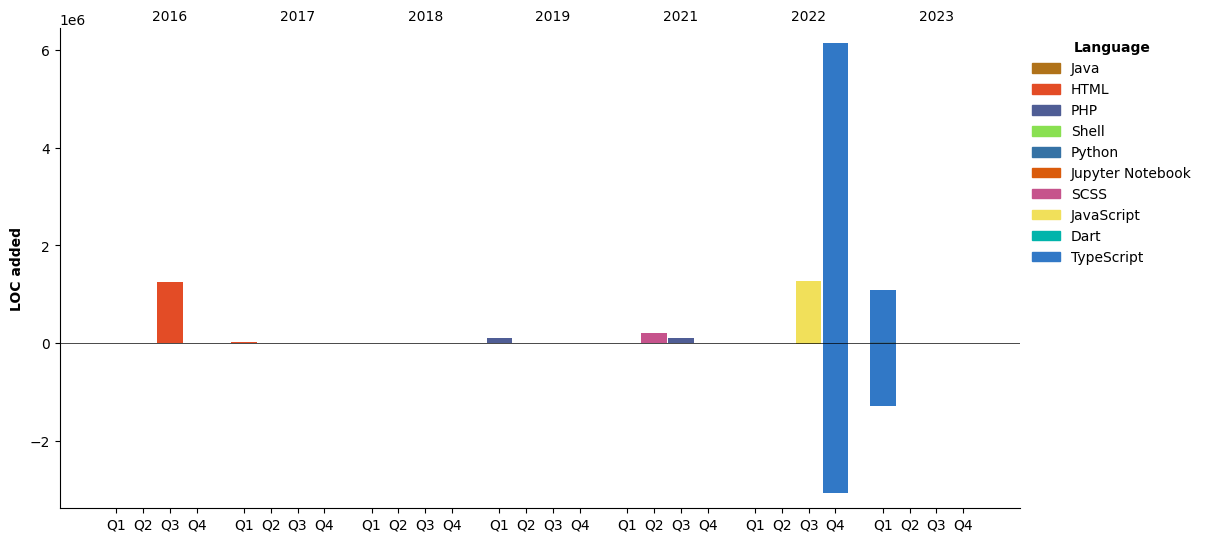 1e6
2016 2017 2018 2019 2021 2022 2023
6
4
2
0
−2
LOC added
Q1 Q2 Q3 Q4 Q1 Q2 Q3 Q4 Q1 Q2 Q3 Q4 Q1 Q2 Q3 Q4 Q1 Q2 Q3 Q4 Q1 Q2 Q3 Q4 Q1 Q2 Q3 Q4
Language
Java
HTML
PHP
Shell
Python
Jupyter Notebook
SCSS
JavaScript
Dart
TypeScript